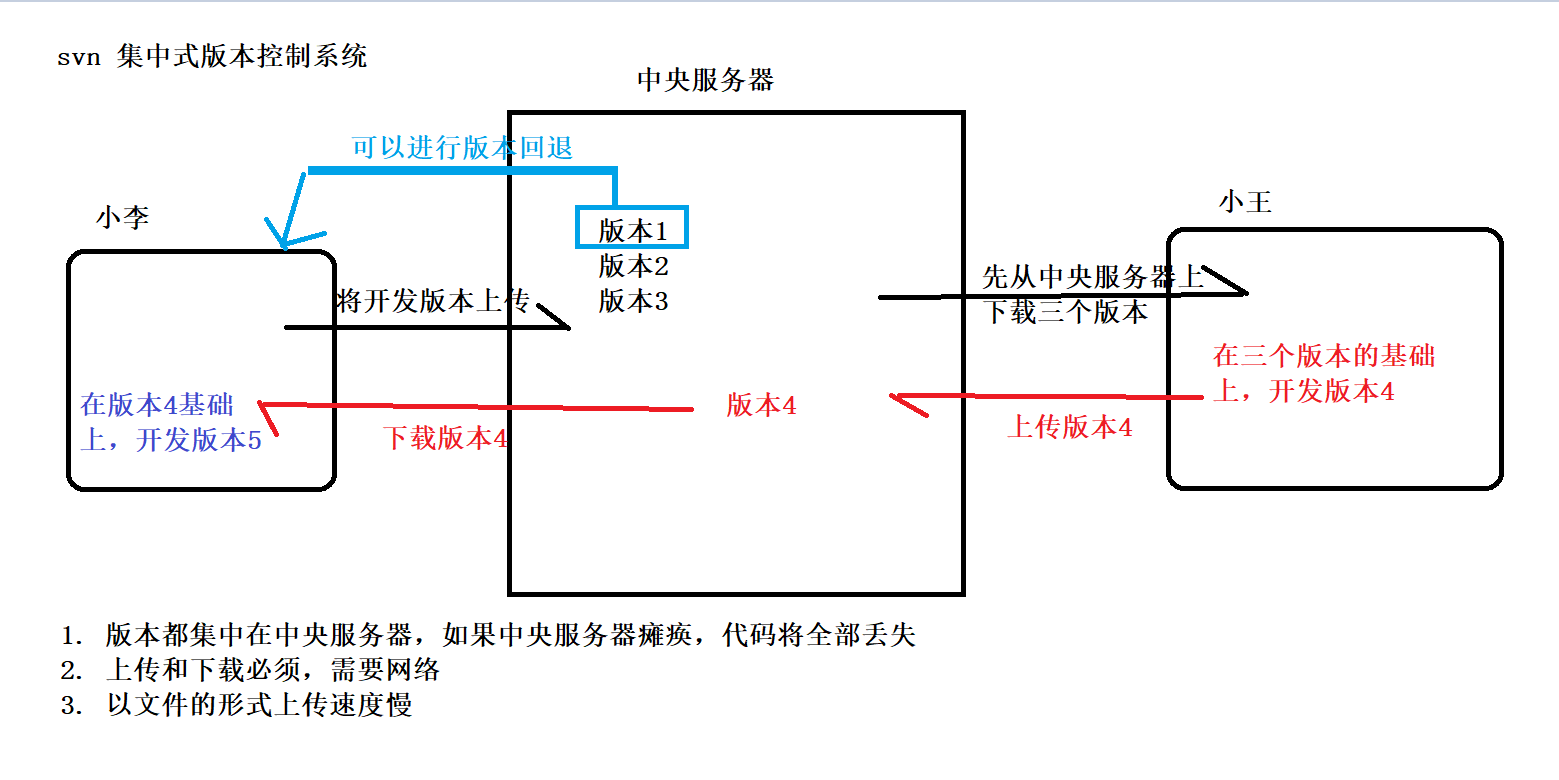 svn 集中式版本控制系统
中央服务器
可以进行版本回退
小李
小王
版本1
版本2
版本3
将开发版本上传
先从中央服务器上
下载三个版本
在三个版本的基础
上，开发版本4
在版本4基础
上，开发版本5
下载版本4
版本4
上传版本4
1. 版本都集中在中央服务器，如果中央服务器瘫痪，代码将全部丢失
2. 上传和下载必须，需要网络
3. 以文件的形式上传速度慢